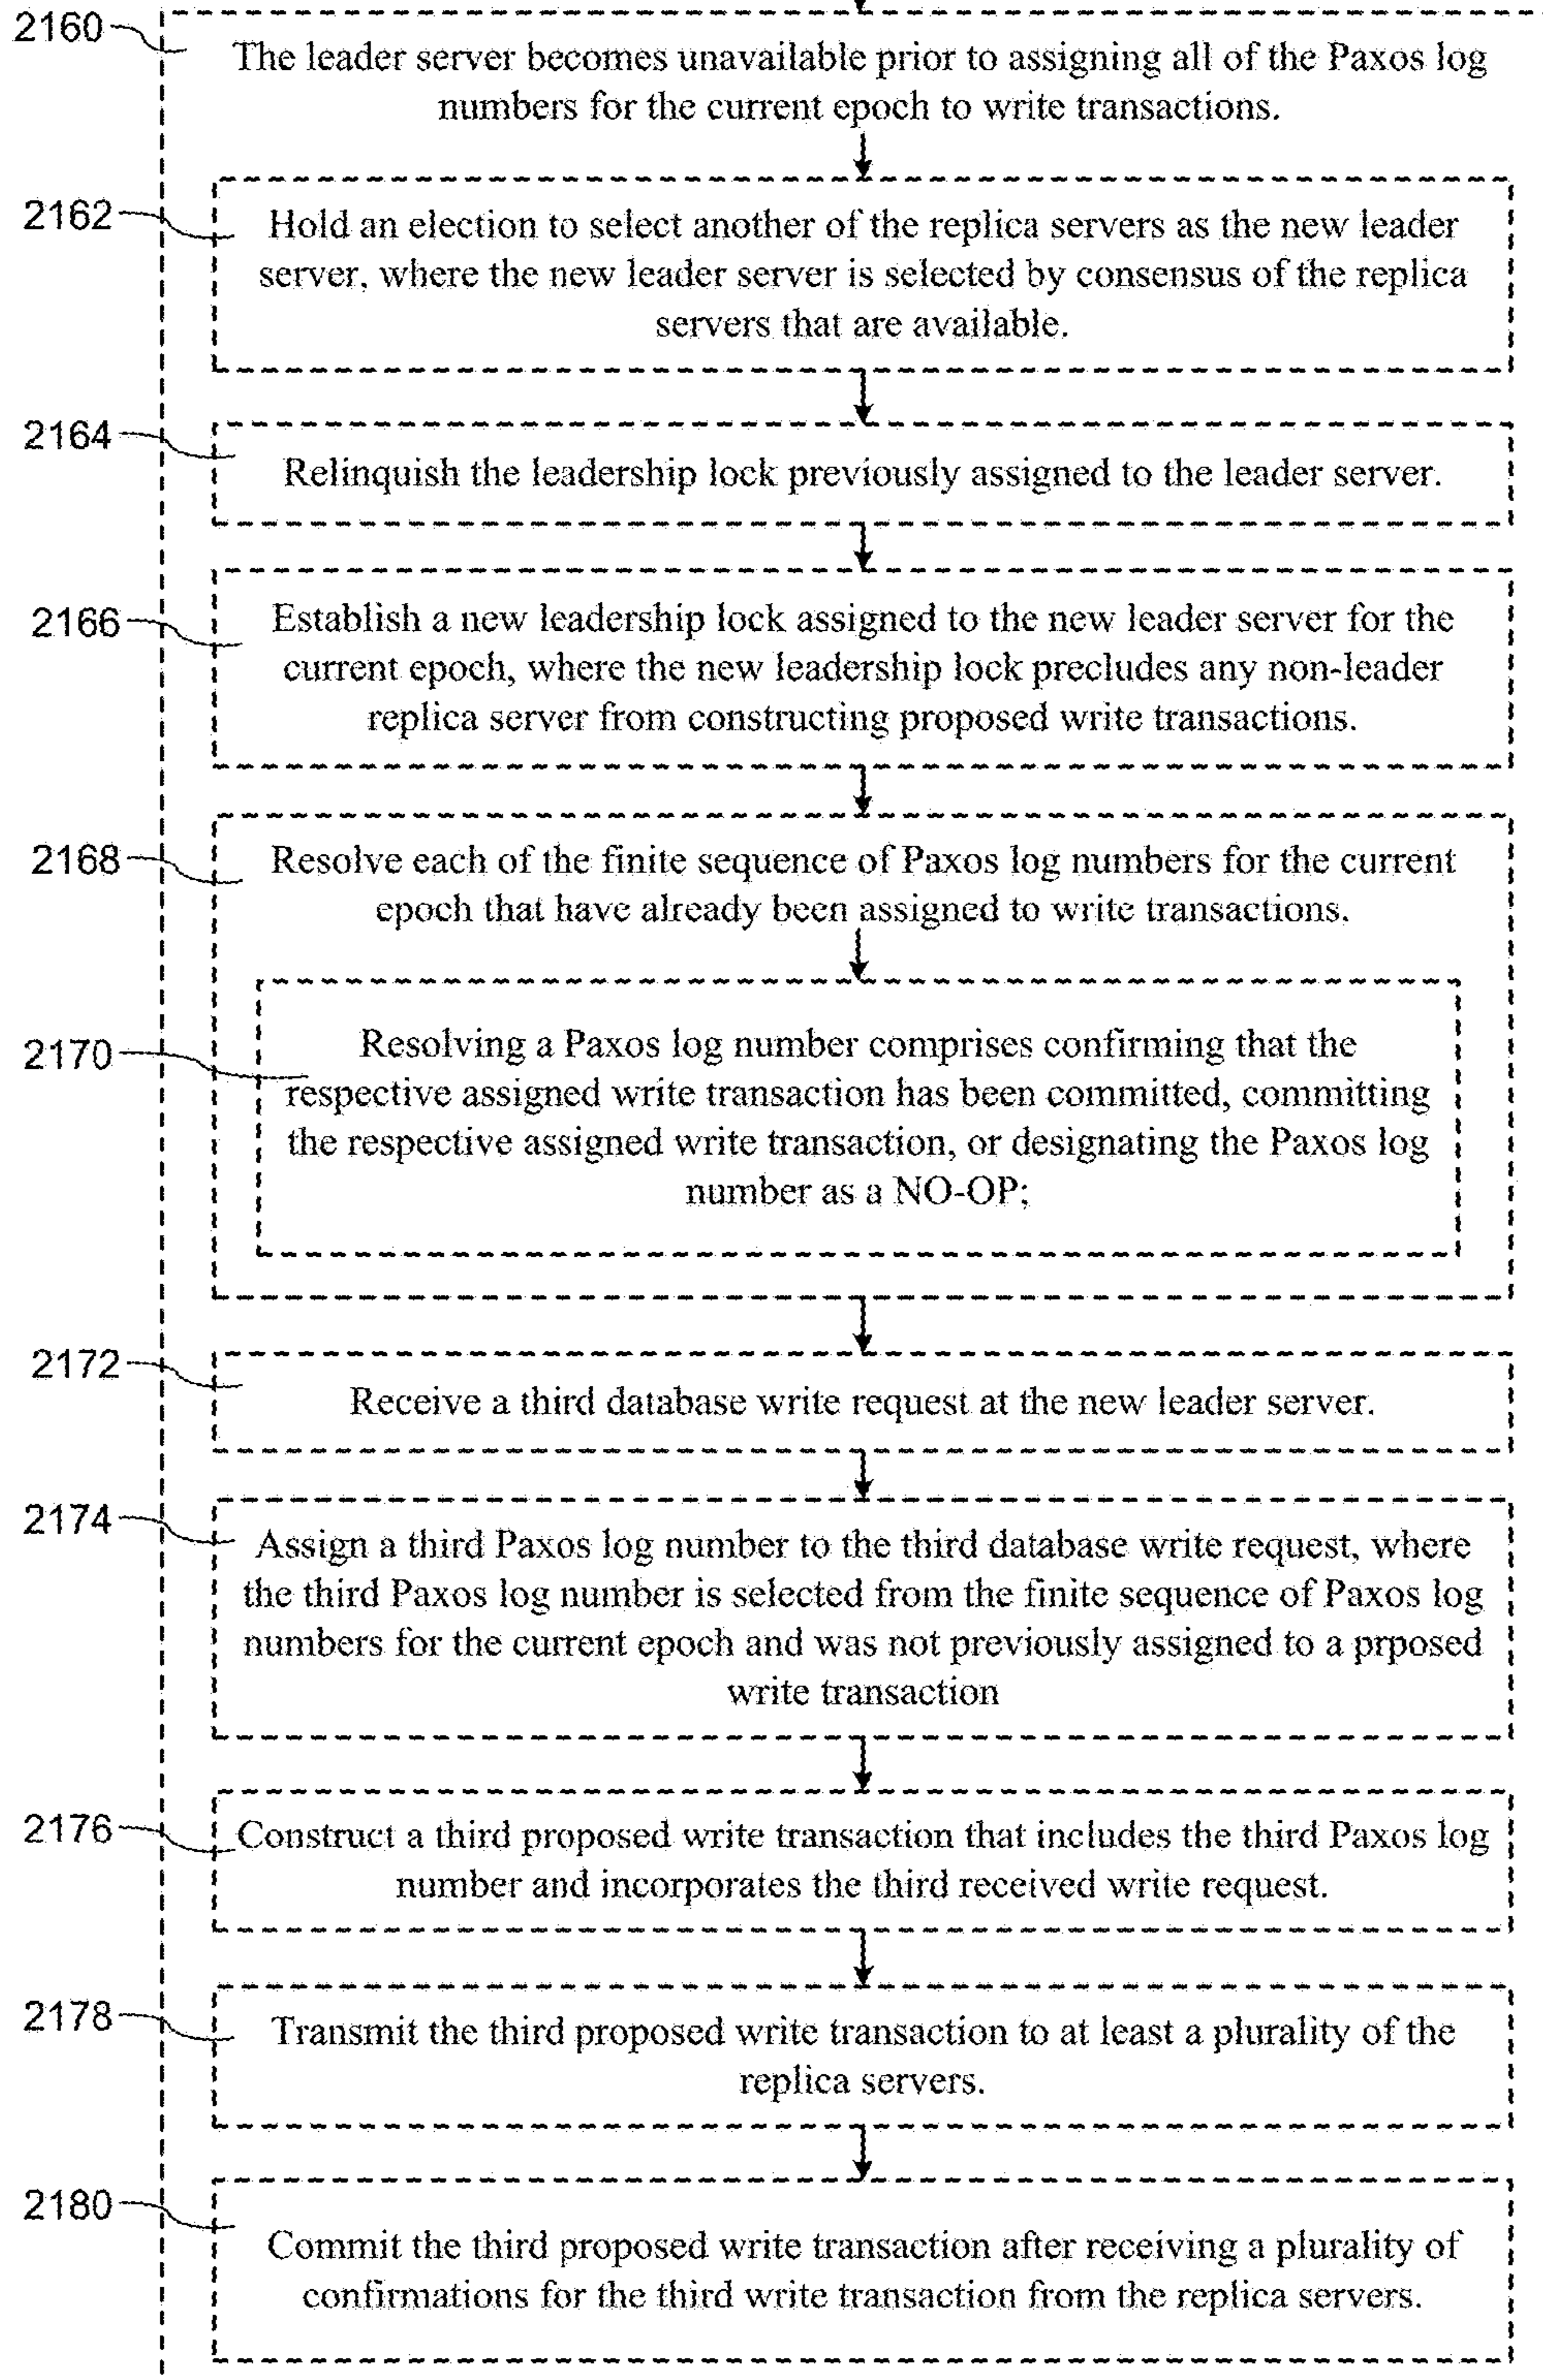 2160
The leader server becomes unavailable prior to assigning all of the Paxos log
numbers for the current epoch to write transactions.
2162
Hold an election to select another of the replica servers as the new leader
server, where the new leader server is selected by consensus of the replica
servers that are available.
2164
Relinquish the leadership lock previously assigned to the leader server.
2166
Establish a new leadership lock assigned to the new leader server for the
current epoch, where the new leadership lock precludes any non-leader
replica server from constructing proposed write transactions.
2168
Resolve each of the finite sequence of Paxos log numbers for the current
epoch that have already been assigned to write transactions.
2170
Resolving a Paxos log number comprises confirming that the
respective assigned write transaction has been committed, committing
the respective assigned write transaction, or designating the Paxos log
number as a NO-OP;
2172
Receive a third database write request at the new leader server.
2174
Assign a third Paxos log number to the third database write request, where
the third Paxos log number is selected from the finite sequence of Paxos log
numbers for the current epoch and was not previously assigned to a prposed
write transaction
2176
Construct a third proposed write transaction that includes the third Paxos log
number and incorporates the third received write request.
2178
Transmit the third proposed write transaction to at least a plurality of the
replica servers.
2180
Commit the third proposed write transaction after receiving a plurality of
confirmations for the third write transaction from the replica servers.